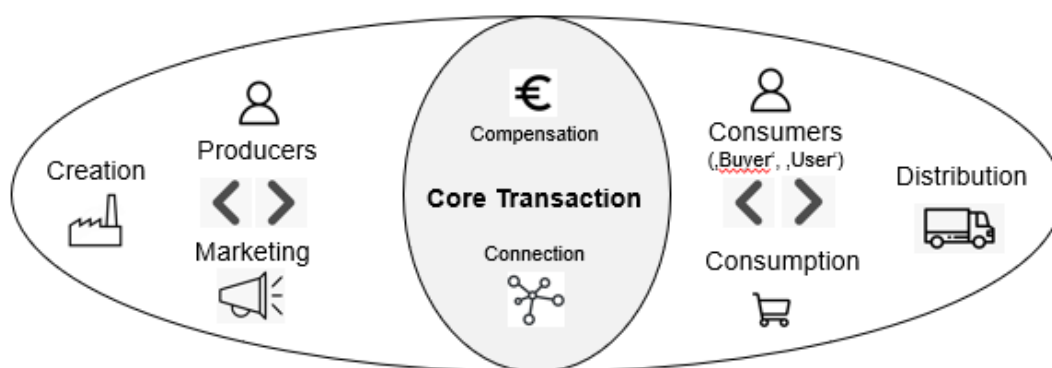 Creation
Producers
Marketing
€
Compensation
Core Transaction
Connection
Consumers
(‚Buyer‘, ‚User‘)
Consumption
Distribution